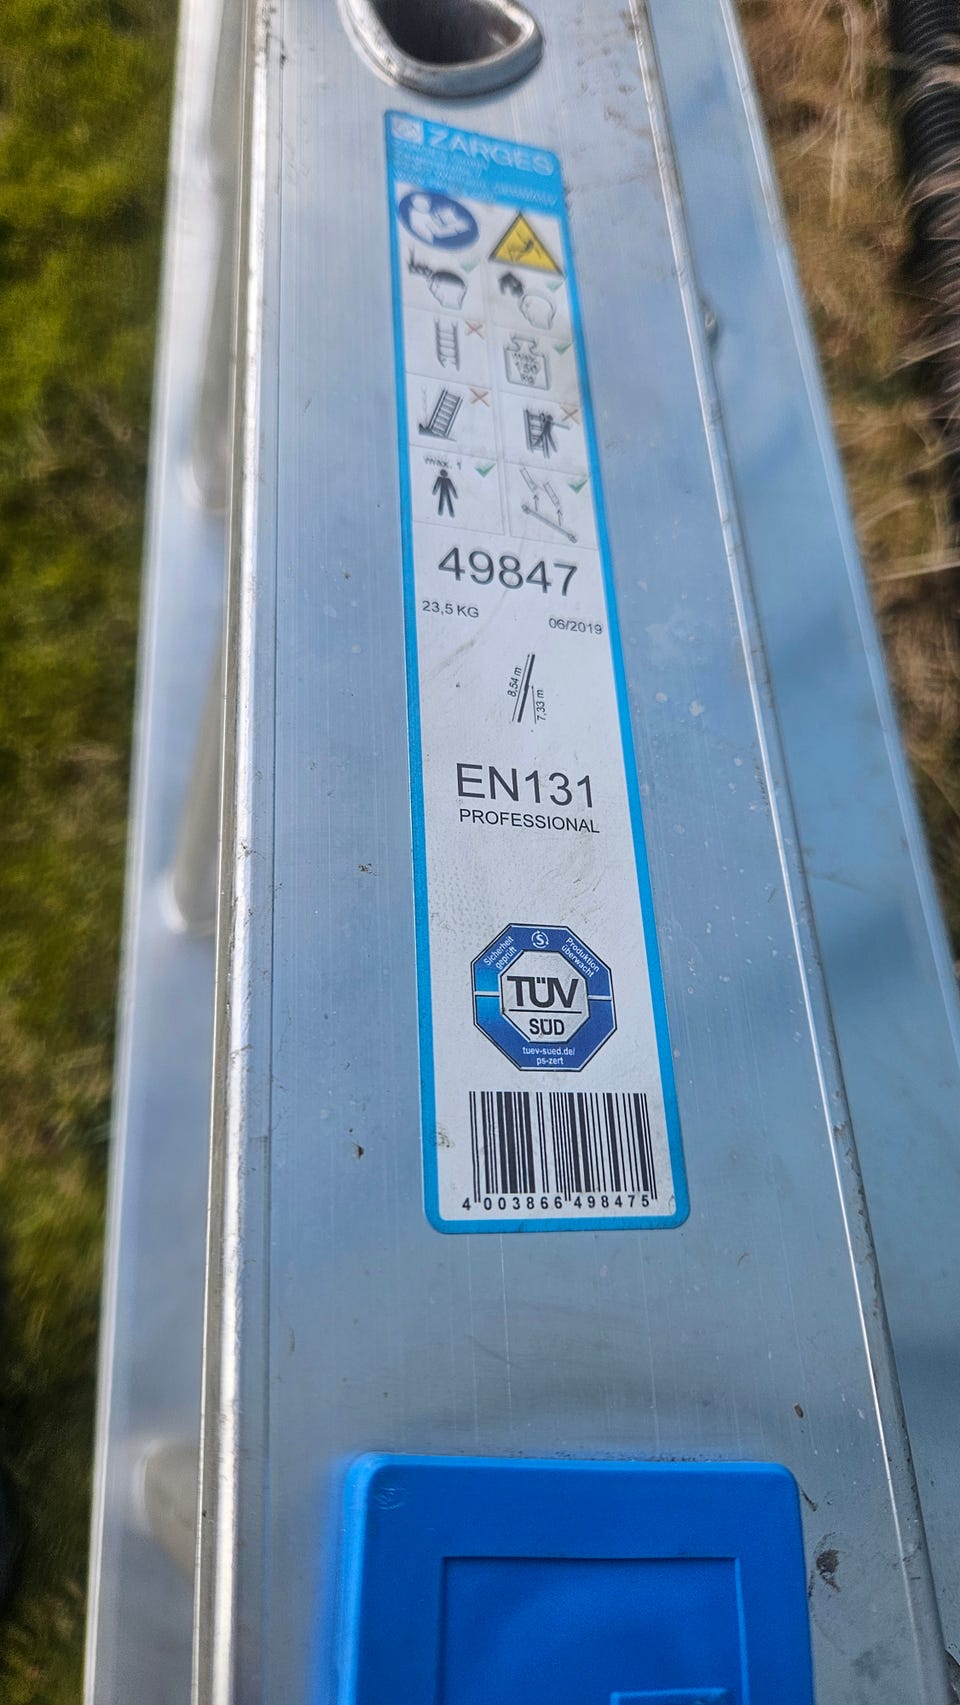 ZARGES
max.
150
kg
max. 1
49847
23,5 KG
06/2019
8,54 m
7,33 m
EN131
PROFESSIONAL
Sicherheit
geprüft
Produktion
überwacht
TÜV
SÜD
tuev-sued.de/
ps-zert
4 003866 498475